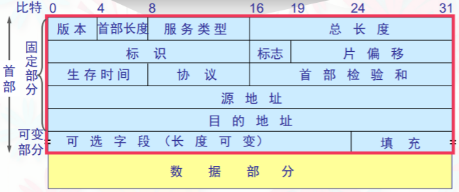 比特 0 4 8 16 19 24 31
版本 首部长度 服务类型 总长度
标识 标志 片偏移
生存时间 协议 首部检验和
源地址
目的地址
可选字段（长度可变） 填充
数据部分
首部
固定部分
可变部分